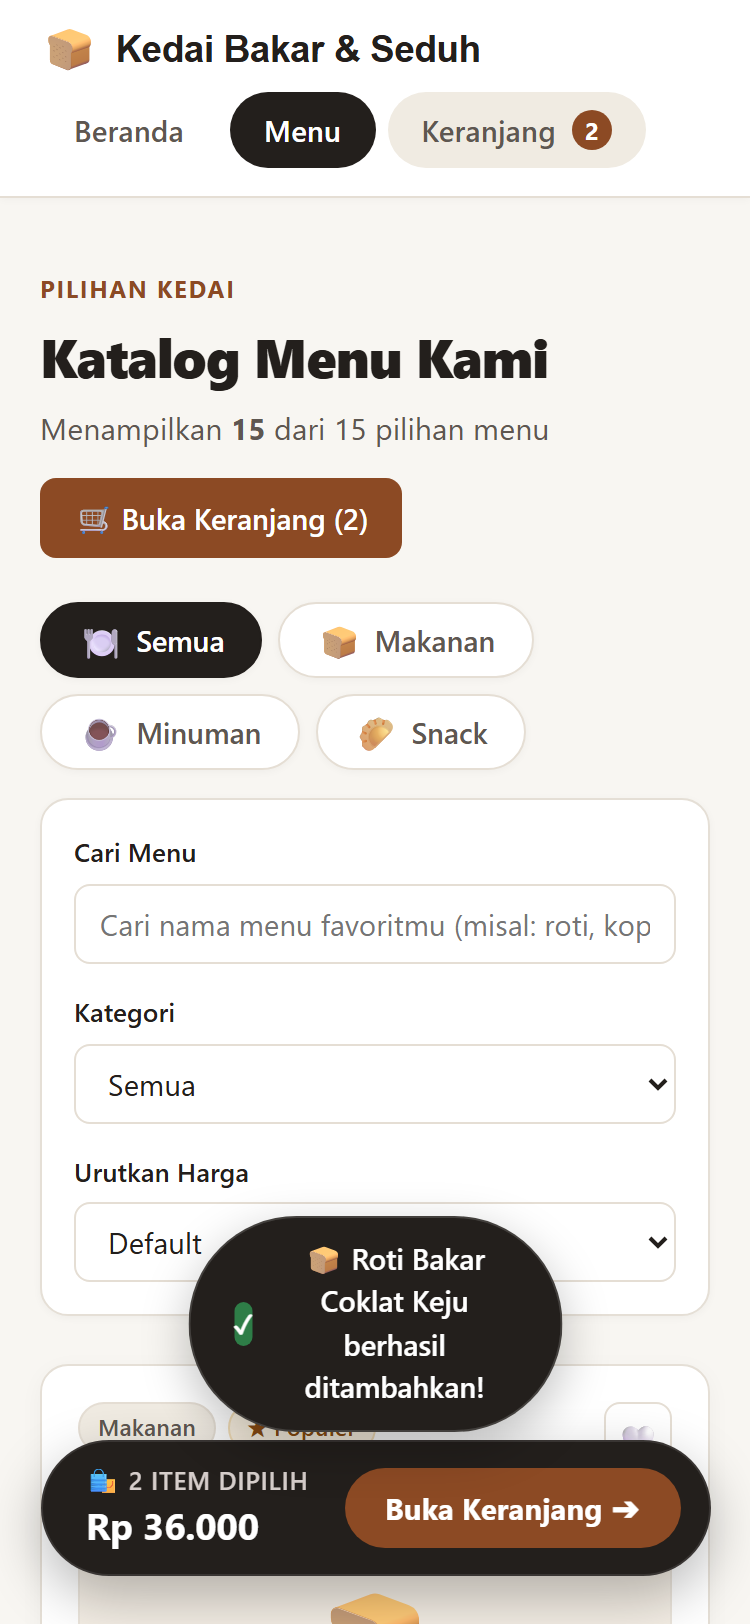 Kedai Bakar & Seduh
Beranda
Menu
Keranjang 2
PILIHAN KEDAI
Katalog Menu Kami
Menampilkan 15 dari 15 pilihan menu
Buka Keranjang (2)
Semua
Makanan
Minuman
Snack
Cari Menu
Cari nama menu favoritmu (misal: roti, kop
Kategori
Semua
Urutkan Harga
Default
Roti Bakar
Coklat Keju
berhasil
ditambahkan!
Makanan
★ Populer
2 ITEM DIPILIH
Rp 36.000
Buka Keranjang ➔